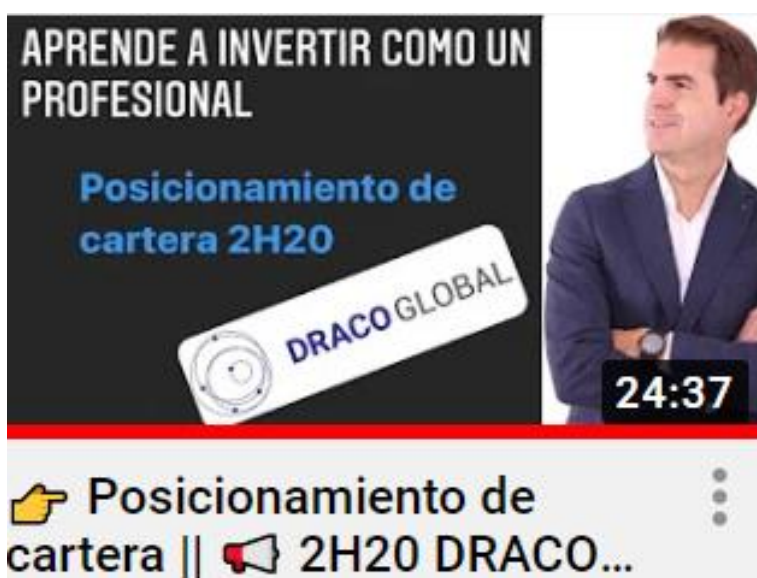 APRENDE A INVERTIR COMO UN
PROFESIONAL
Posicionamiento de
cartera 2H20
DRACO GLOBAL
24:37
👉 Posicionamiento de
cartera || 📢 2H20 DRACO...